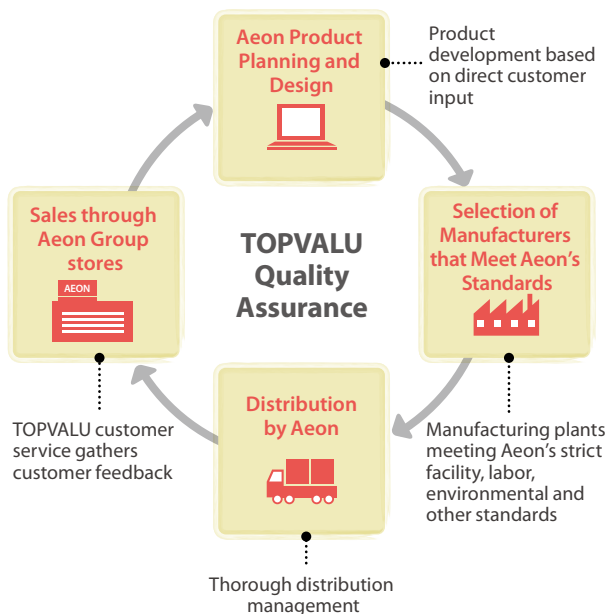 Aeon Product
Planning and
Design
Product
development based
on direct customer
input
Selection of
Manufacturers
that Meet Aeon’s
Standards
Manufacturing plants
meeting Aeon’s strict
facility, labor,
environmental and
other standards
Distribution
by Aeon
Thorough distribution
management
Sales through
Aeon Group
stores
AEON
TOPVALU customer
service gathers
customer feedback
TOPVALU
Quality
Assurance